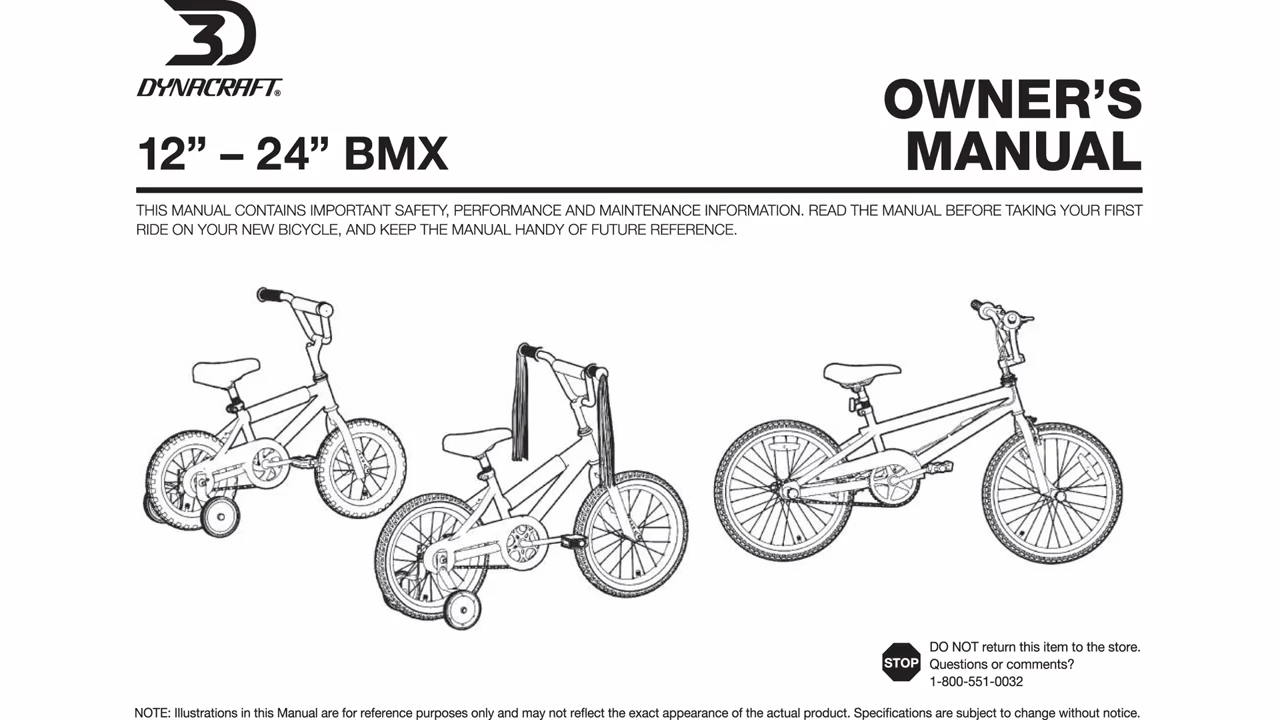 3D
DYNACRAFT®
OWNER'S
MANUAL
12” – 24” BMX
THIS MANUAL CONTAINS IMPORTANT SAFETY, PERFORMANCE AND MAINTENANCE INFORMATION. READ THE MANUAL BEFORE TAKING YOUR FIRST
RIDE ON YOUR NEW BICYCLE, AND KEEP THE MANUAL HANDY OF FUTURE REFERENCE.
STOP
DO NOT return this item to the store.
Questions or comments?
1-800-551-0032
NOTE: Illustrations in this Manual are for reference purposes only and may not reflect the exact appearance of the actual product. Specifications are subject to change without notice.